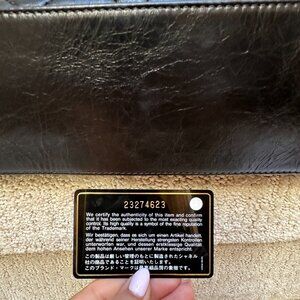 23274623
We certify the authenticity of this item and confirm
that it has been subjected to the most exacting quality
control. Its high quality is a symbol of the fine reputation
of the Trademark.
Wir bestätigen, dass es sich um einen Artikel handelt,
der während seiner Herstellung strengsten Kontrollen
unterworfen war, und dessen erstklassige Qualität
dem hohen Ansehen unserer Marke entspricht.
この製品は厳しい管理のもとに製造されたシャネル
社の商品であることを証明いたします。
このブランド・マークは最高級品質の象徴です。